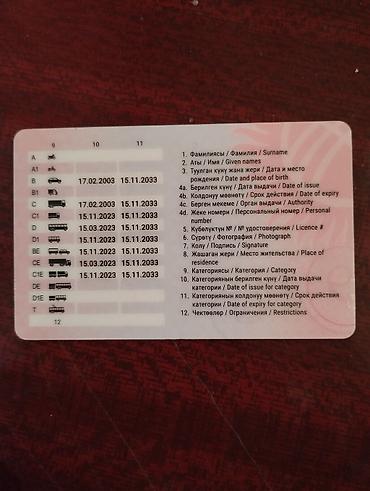 9 10 11
A
A1
B 17.02.2003 15.11.2033
B1
C 17.02.2003 15.11.2033
C1 15.11.2023 15.11.2033
D 15.03.2023 15.11.2033
D1 15.11.2023 15.11.2033
BE 15.11.2023 15.11.2033
CE 15.03.2023 15.11.2033
C1E 15.11.2023 15.11.2033
DE
D1E
T
12
1. Фамилиясы / Фамилия / Surname
2. Аты / Имя / Given names
3. Туулган күнү жана жери / Дата и место
рождения / Date and place of birth
4a. Берилген күнү / Дата выдачи / Date of issue
4b. Колдонуу мөөнөтү / Срок действия / Date of expiry
4c. Берген мекеме / Орган выдачи / Authority
4d. Жеке номери / Персональный номер / Personal
number
5. Күбөлүктүн № / № удостоверения / Licence #
6. Сүрөтү / Фотография / Photograph
7. Колу / Подпись / Signature
8. Жашаган жери / Место жительства / Place of
residence
9. Категориясы / Категория / Category
10. Категориянын берилген күнү / Дата выдачи
категории / Date of issue for category
11. Категориянын колдонуу мөөнөтү / Срок действия
категории / Date of expiry for category
12. Чектөөлөр / Ограничения / Restrictions